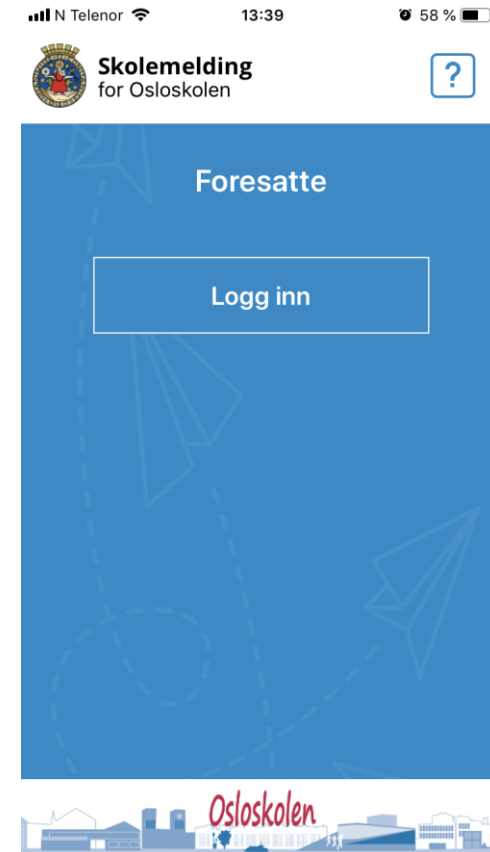 N Telenor 13:39 58 %
Skolemelding
for Osloskolen
?
Foresatte
Logg inn
Osloskolen